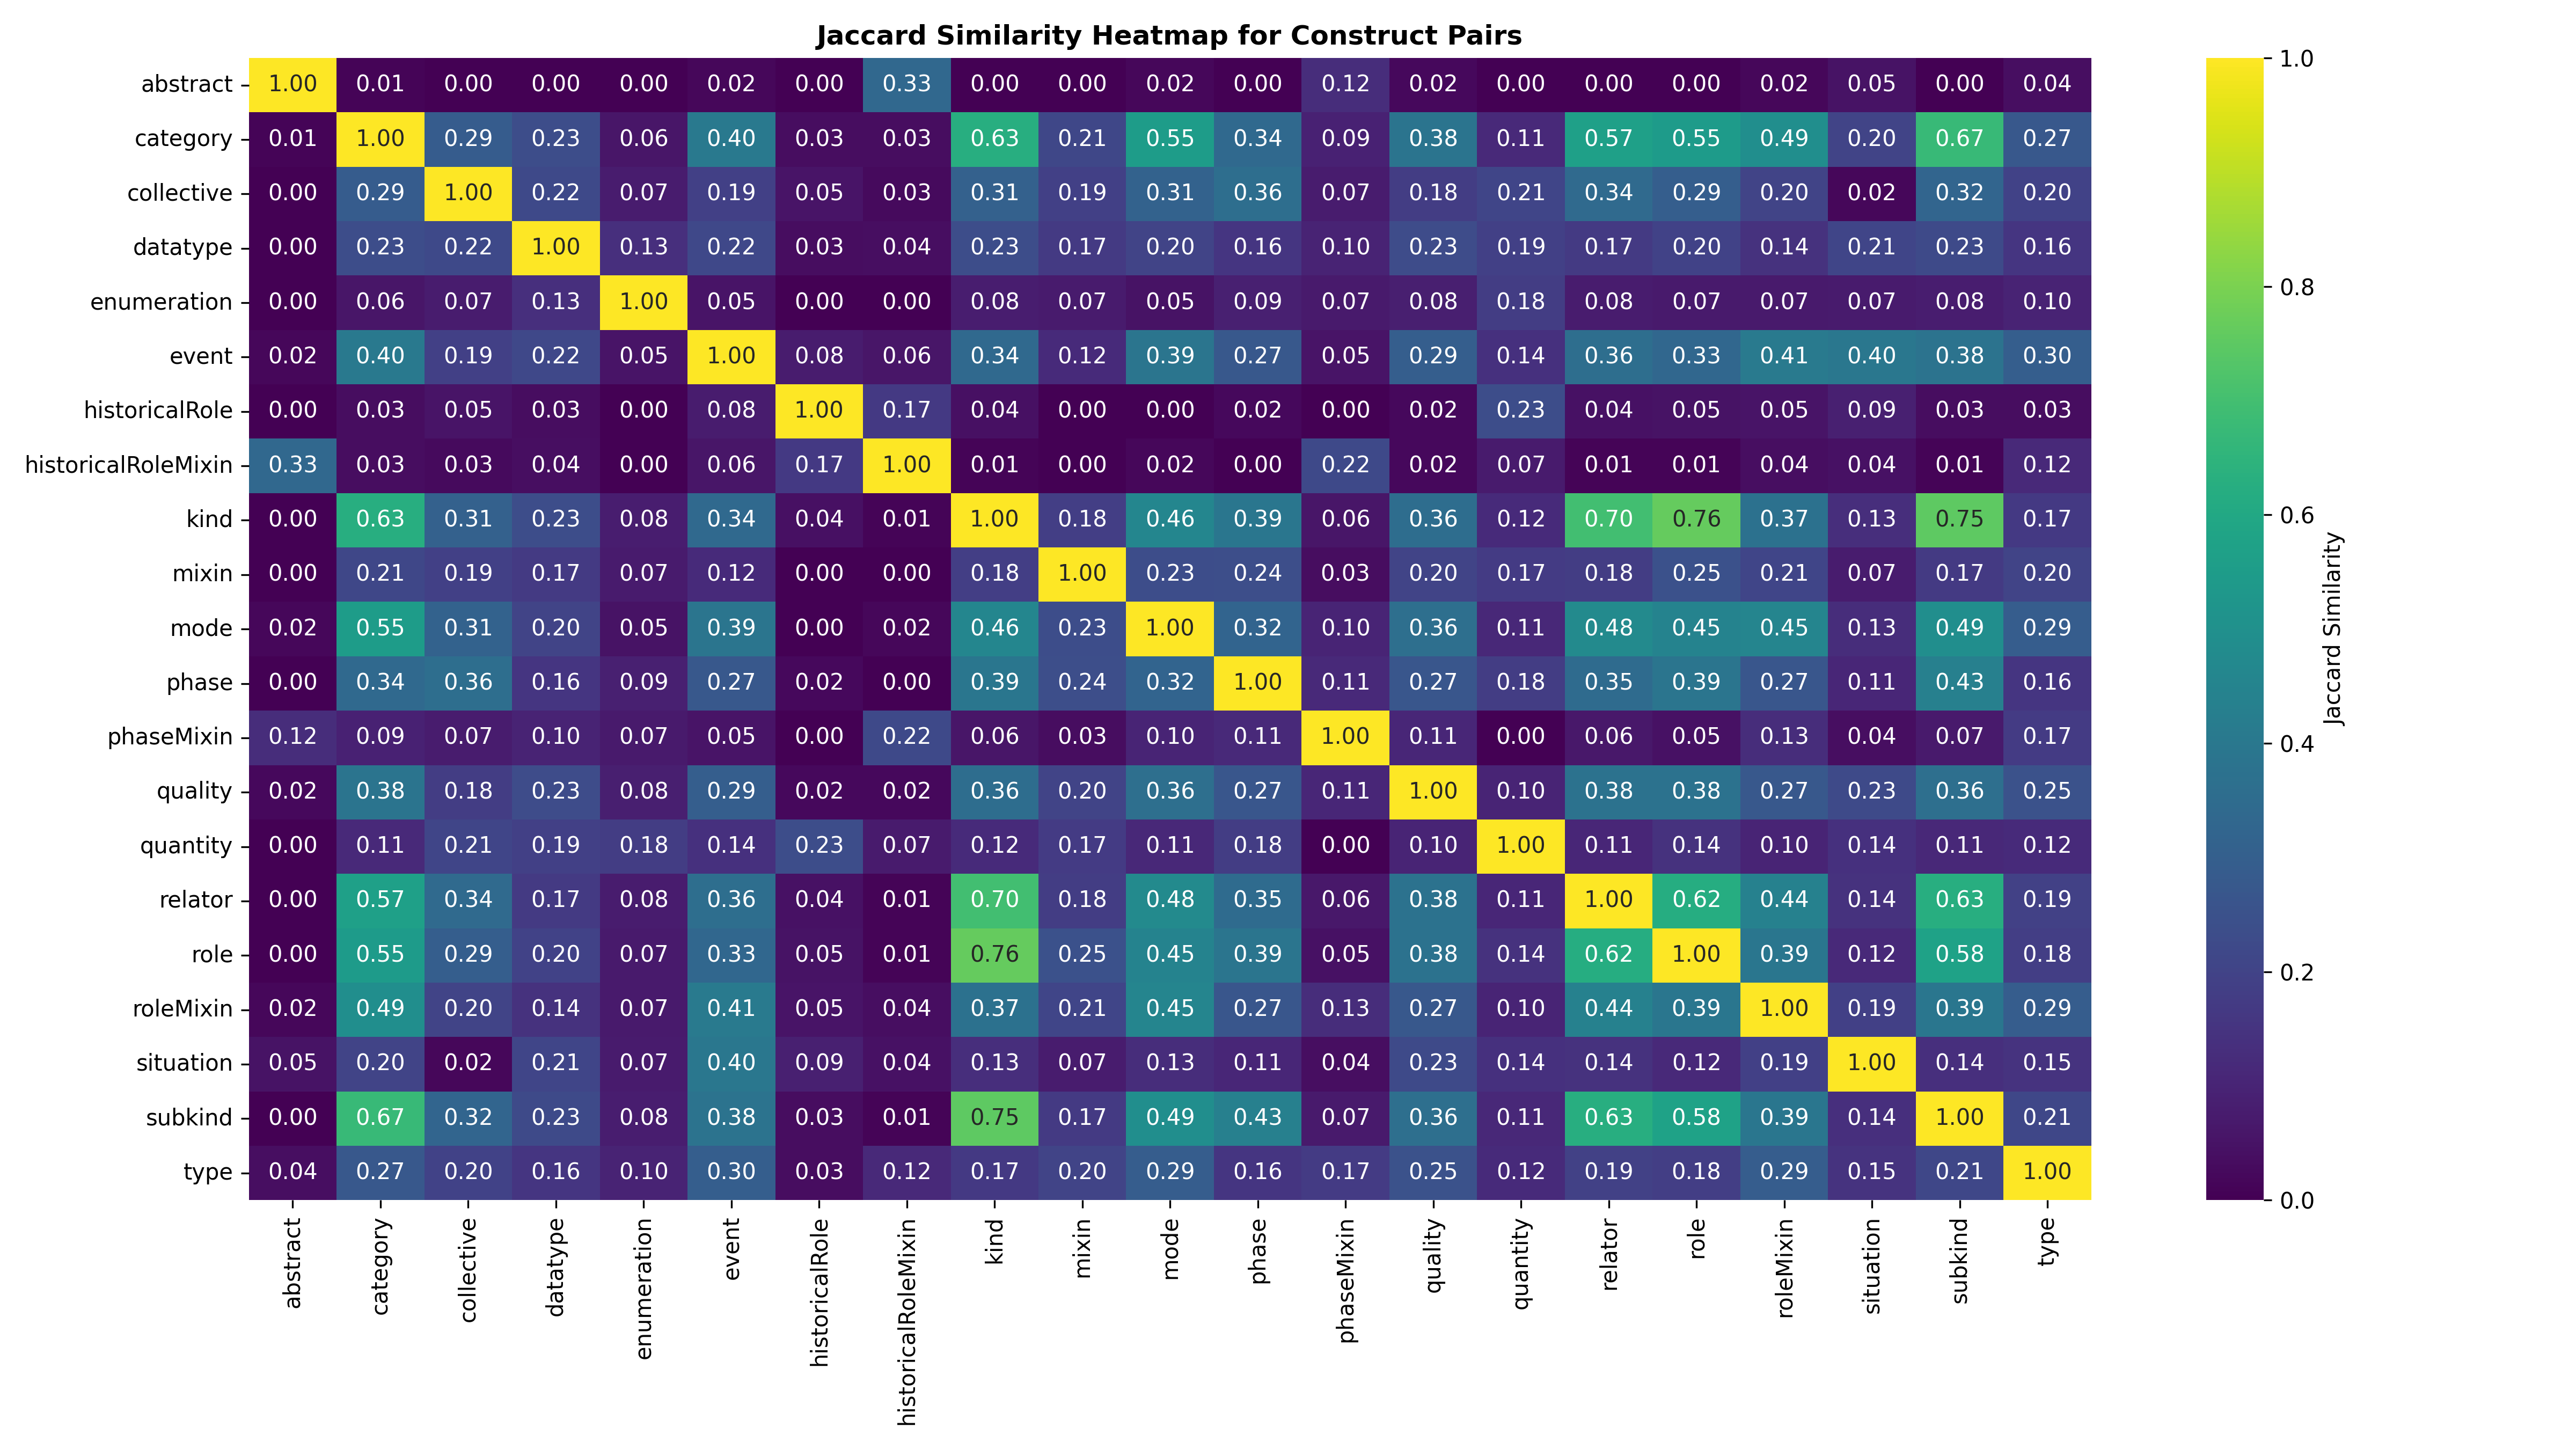 Jaccard Similarity Heatmap for Construct Pairs
abstract 1.00 0.01 0.00 0.00 0.00 0.02 0.00 0.33 0.00 0.00 0.02 0.00 0.12 0.02 0.00 0.00 0.00 0.02 0.05 0.00 0.04
category 0.01 1.00 0.29 0.23 0.06 0.40 0.03 0.03 0.63 0.21 0.55 0.34 0.09 0.38 0.11 0.57 0.55 0.49 0.20 0.67 0.27
collective 0.00 0.29 1.00 0.22 0.07 0.19 0.05 0.03 0.31 0.19 0.31 0.36 0.07 0.18 0.21 0.34 0.29 0.20 0.02 0.32 0.20
datatype 0.00 0.23 0.22 1.00 0.13 0.22 0.03 0.04 0.23 0.17 0.20 0.16 0.10 0.23 0.19 0.17 0.20 0.14 0.21 0.23 0.16
enumeration 0.00 0.06 0.07 0.13 1.00 0.05 0.00 0.00 0.08 0.07 0.05 0.09 0.07 0.08 0.18 0.08 0.07 0.07 0.07 0.08 0.10
event 0.02 0.40 0.19 0.22 0.05 1.00 0.08 0.06 0.34 0.12 0.39 0.27 0.05 0.29 0.14 0.36 0.33 0.41 0.40 0.38 0.30
historicalRole 0.00 0.03 0.05 0.03 0.00 0.08 1.00 0.17 0.04 0.00 0.00 0.02 0.00 0.02 0.23 0.04 0.05 0.05 0.09 0.03 0.03
historicalRoleMixin 0.33 0.03 0.03 0.04 0.00 0.06 0.17 1.00 0.01 0.00 0.02 0.00 0.22 0.02 0.07 0.01 0.01 0.04 0.04 0.01 0.12
kind 0.00 0.63 0.31 0.23 0.08 0.34 0.04 0.01 1.00 0.18 0.46 0.39 0.06 0.36 0.12 0.70 0.76 0.37 0.13 0.75 0.17
mixin 0.00 0.21 0.19 0.17 0.07 0.12 0.00 0.00 0.18 1.00 0.23 0.24 0.03 0.20 0.17 0.18 0.25 0.21 0.07 0.17 0.20
mode 0.02 0.55 0.31 0.20 0.05 0.39 0.00 0.02 0.46 0.23 1.00 0.32 0.10 0.36 0.11 0.48 0.45 0.45 0.13 0.49 0.29
phase 0.00 0.34 0.36 0.16 0.09 0.27 0.02 0.00 0.39 0.24 0.32 1.00 0.11 0.27 0.18 0.35 0.39 0.27 0.11 0.43 0.16
phaseMixin 0.12 0.09 0.07 0.10 0.07 0.05 0.00 0.22 0.06 0.03 0.10 0.11 1.00 0.11 0.00 0.06 0.05 0.13 0.04 0.07 0.17
quality 0.02 0.38 0.18 0.23 0.08 0.29 0.02 0.02 0.36 0.20 0.36 0.27 0.11 1.00 0.10 0.38 0.38 0.27 0.23 0.36 0.25
quantity 0.00 0.11 0.21 0.19 0.18 0.14 0.23 0.07 0.12 0.17 0.11 0.18 0.00 0.10 1.00 0.11 0.14 0.10 0.14 0.11 0.12
relator 0.00 0.57 0.34 0.17 0.08 0.36 0.04 0.01 0.70 0.18 0.48 0.35 0.06 0.38 0.11 1.00 0.62 0.44 0.14 0.63 0.19
role 0.00 0.55 0.29 0.20 0.07 0.33 0.05 0.01 0.76 0.25 0.45 0.39 0.05 0.38 0.14 0.62 1.00 0.39 0.12 0.58 0.18
roleMixin 0.02 0.49 0.20 0.14 0.07 0.41 0.05 0.04 0.37 0.21 0.45 0.27 0.13 0.27 0.10 0.44 0.39 1.00 0.19 0.39 0.29
situation 0.05 0.20 0.02 0.21 0.07 0.40 0.09 0.04 0.13 0.07 0.13 0.11 0.04 0.23 0.14 0.14 0.12 0.19 1.00 0.14 0.15
subkind 0.00 0.67 0.32 0.23 0.08 0.38 0.03 0.01 0.75 0.17 0.49 0.43 0.07 0.36 0.11 0.63 0.58 0.39 0.14 1.00 0.21
type 0.04 0.27 0.20 0.16 0.10 0.30 0.03 0.12 0.17 0.20 0.29 0.16 0.17 0.25 0.12 0.19 0.18 0.29 0.15 0.21 1.00
abstract
category
collective
datatype
enumeration
event
historicalRole
historicalRoleMixin
kind
mixin
mode
phase
phaseMixin
quality
quantity
relator
role
roleMixin
situation
subkind
type
1.0
0.8
0.6
0.4
0.2
0.0
Jaccard Similarity